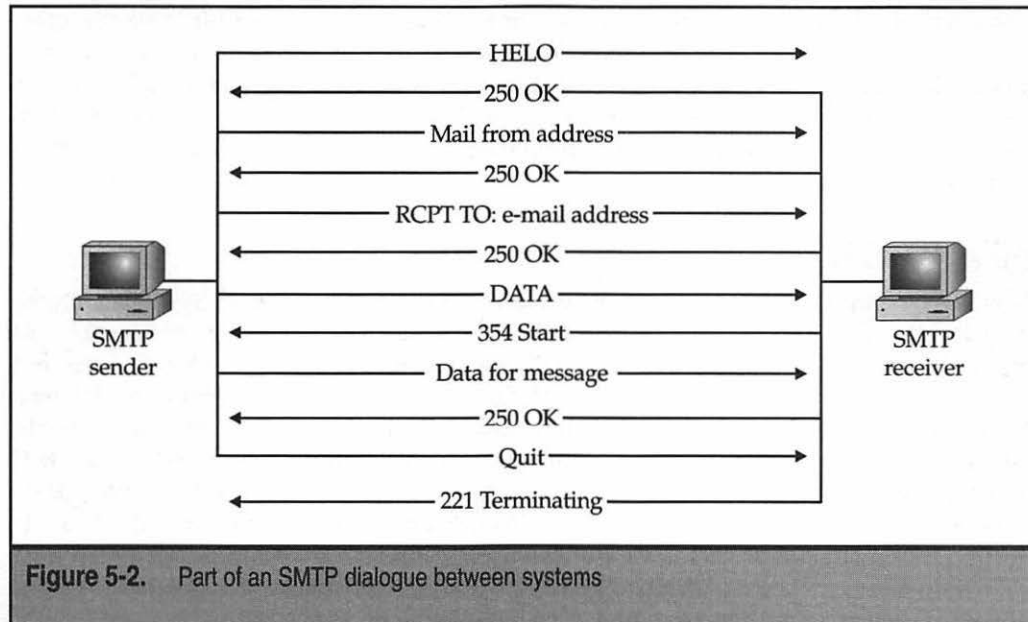 HELO
250 OK
Mail from address
250 OK
RCPT TO: e-mail address
250 OK
DATA
354 Start
Data for message
250 OK
Quit
221 Terminating
SMTP
sender
SMTP
receiver
Figure 5-2. Part of an SMTP dialogue between systems